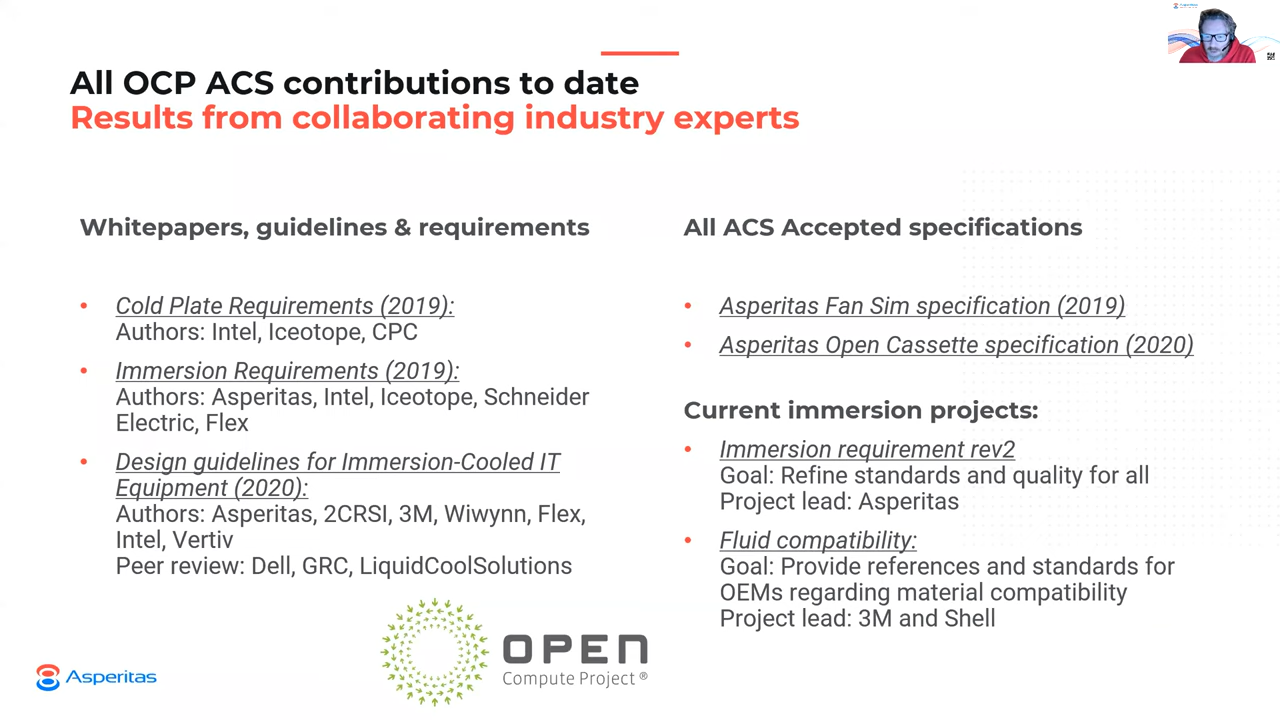 All OCP ACS contributions to date
Results from collaborating industry experts
Whitepapers, guidelines & requirements
• Cold Plate Requirements (2019):
Authors: Intel, Iceotope, CPC
• Immersion Requirements (2019):
Authors: Asperitas, Intel, Iceotope, Schneider
Electric, Flex
• Design guidelines for Immersion-Cooled IT
Equipment (2020):
Authors: Asperitas, 2CRSI, 3M, Wiwynn, Flex,
Intel, Vertiv
Peer review: Dell, GRC, LiquidCoolSolutions
All ACS Accepted specifications
• Asperitas Fan Sim specification (2019)
• Asperitas Open Cassette specification (2020)
Current immersion projects:
• Immersion requirement rev2
Goal: Refine standards and quality for all
Project lead: Asperitas
• Fluid compatibility:
Goal: Provide references and standards for
OEMs regarding material compatibility
Project lead: 3M and Shell
Asperitas
OPEN
Compute Project ®